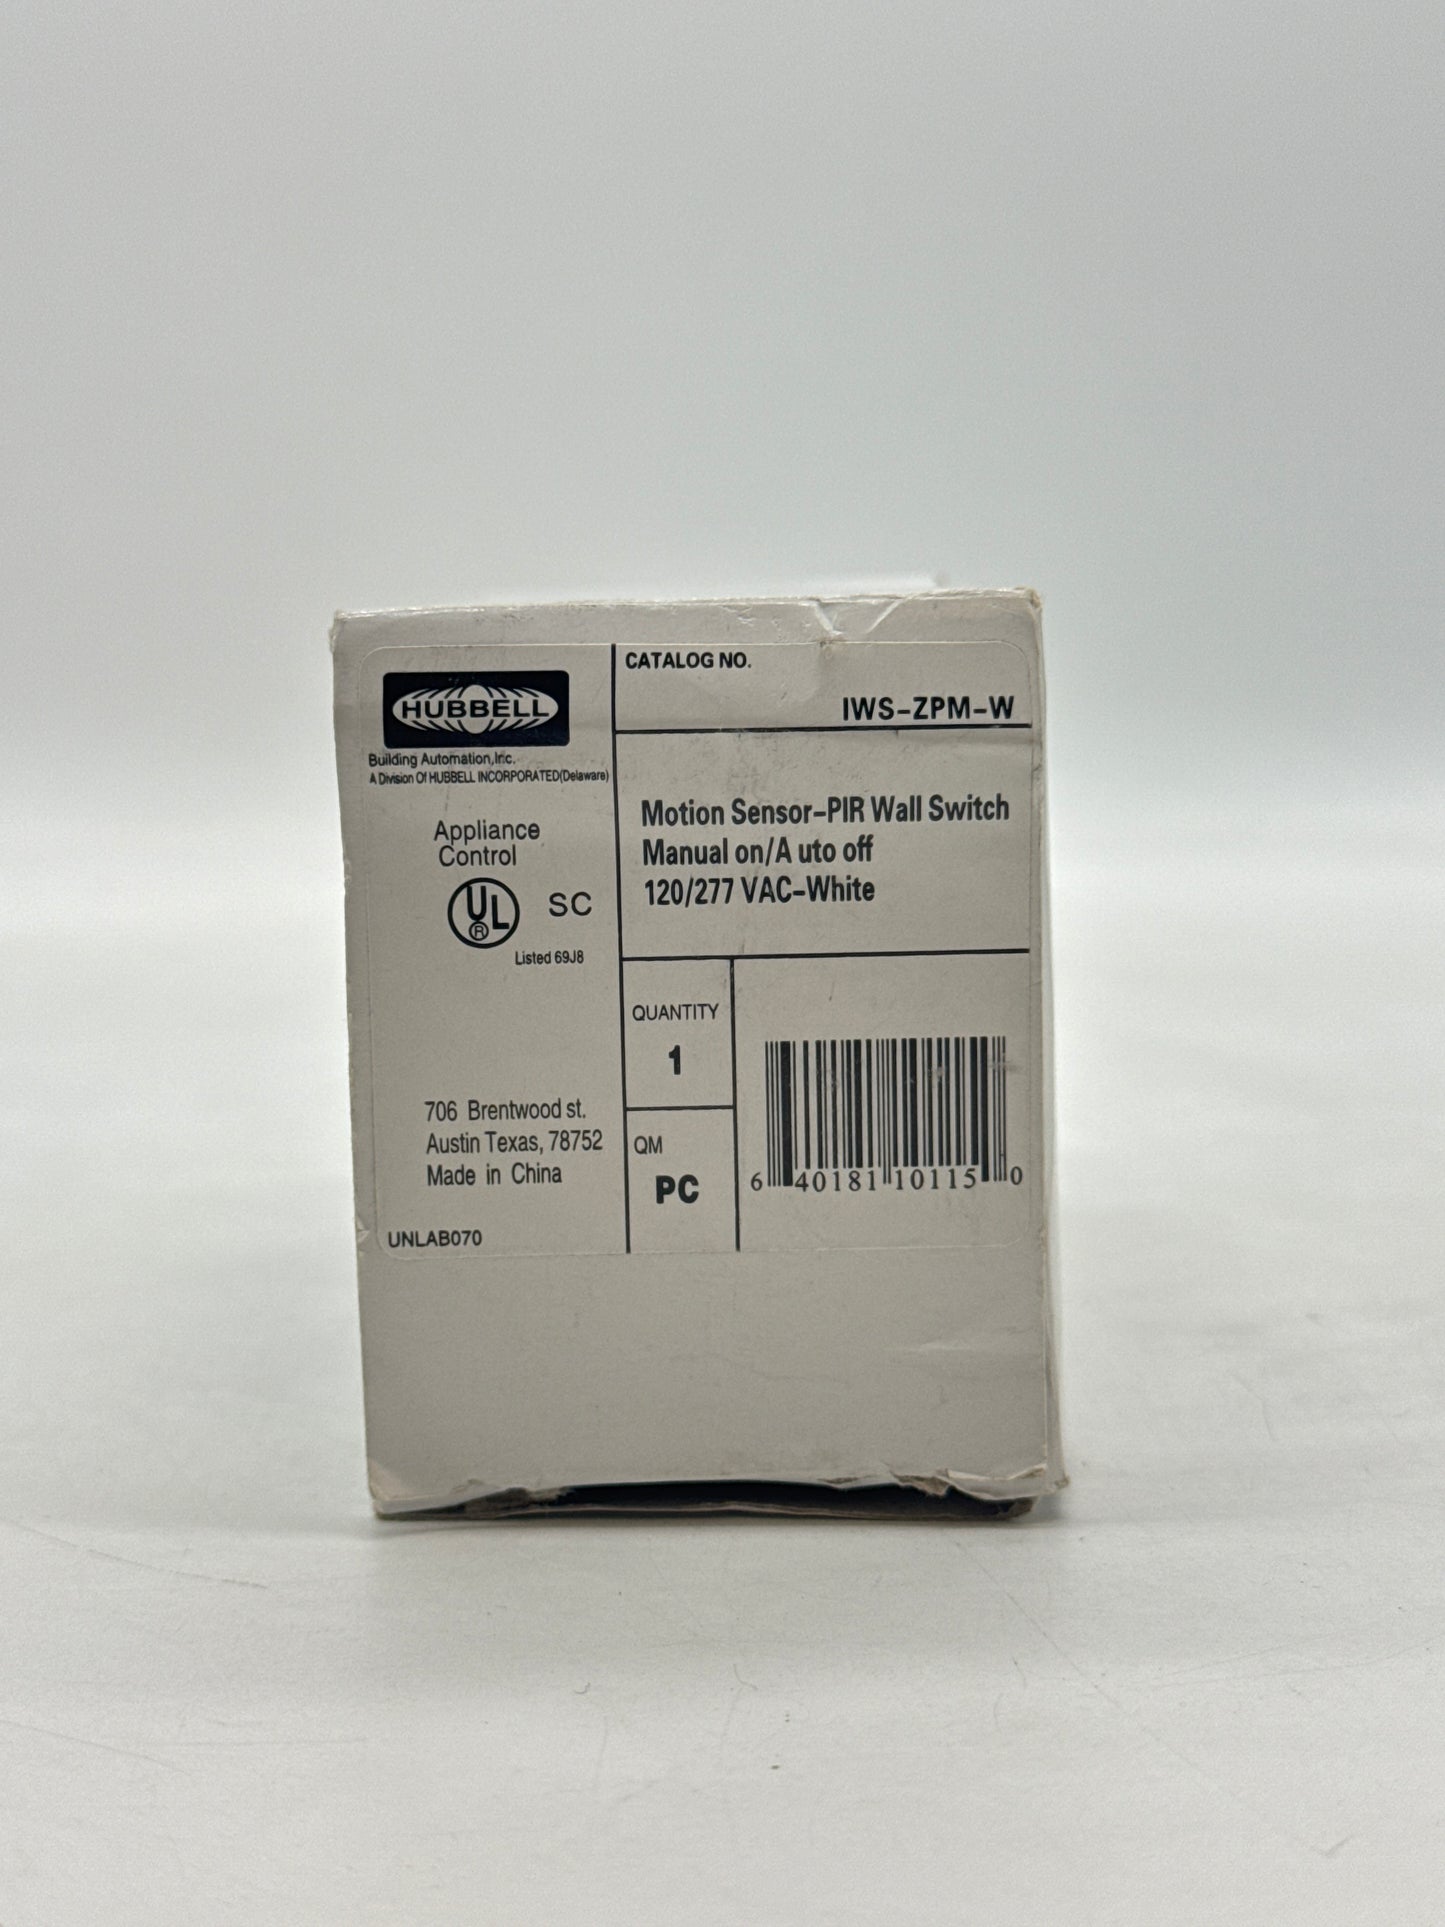 HUBBELL
Building Automation,Inc.
A Division Of HUBBELL INCORPORATED(Delaware)
Appliance
Control
UL
®
SC
Listed 69J8
706 Brentwood st.
Austin Texas, 78752
Made in China
UNLAB070
CATALOG NO.
IWS-ZPM-W
Motion Sensor-PIR Wall Switch
Manual on/A uto off
120/277 VAC-White
QUANTITY
1
QM
PC
6 40181 10115 0